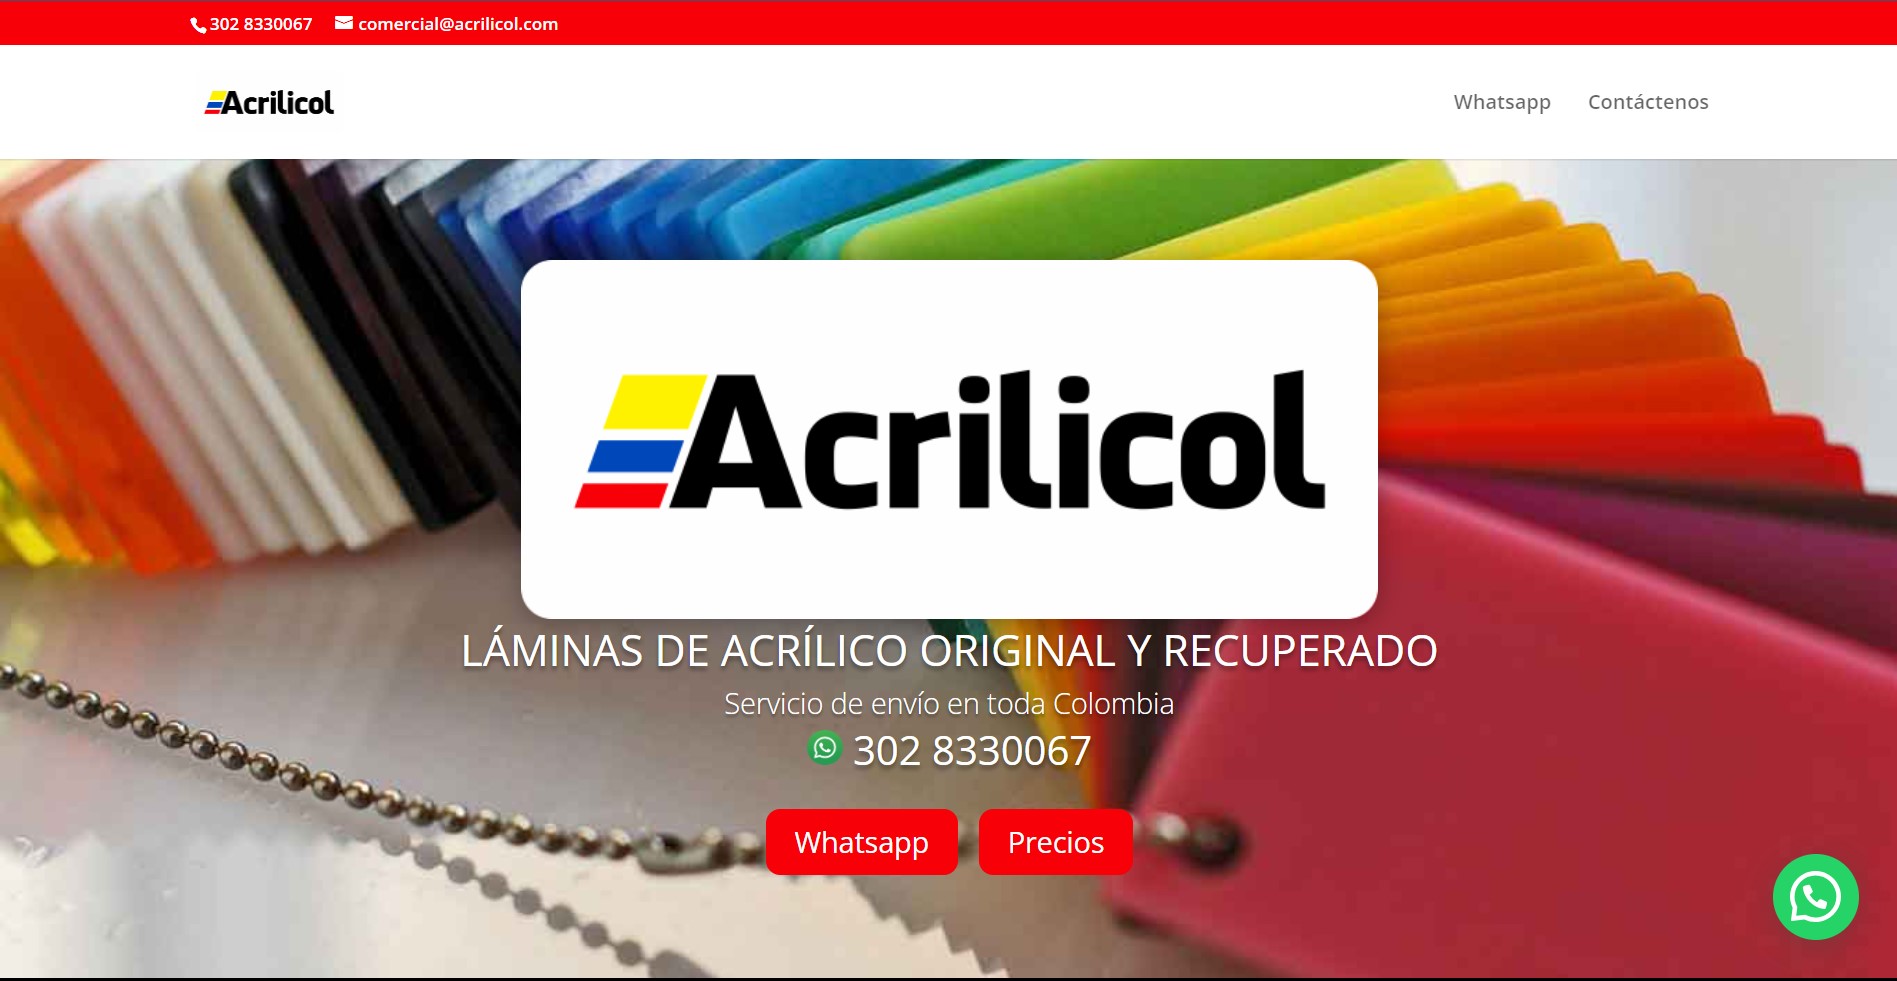 302 8330067 comercial@acrilicol.com
Acrilicol
Whatsapp Contáctenos
Acrilicol
LÁMINAS DE ACRÍLICO ORIGINAL Y RECUPERADO
Servicio de envío en toda Colombia
302 8330067
Whatsapp Precios